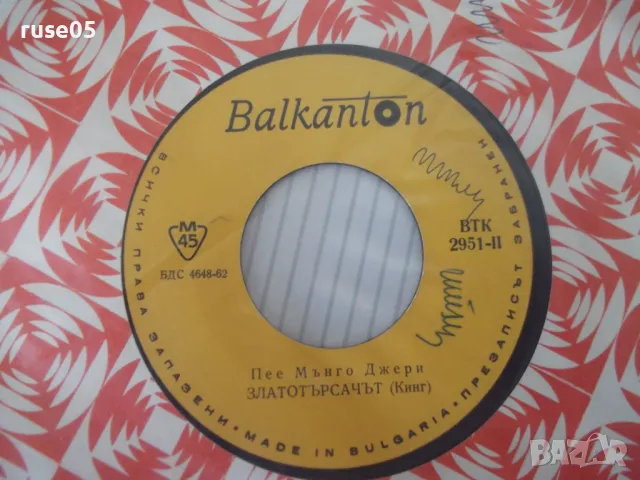 ruse05
Balkanton
М
45
БДС 4648-62
ВТК
2951-II
Пее Мънго Джери
ЗЛАТОТЪРСАЧЪТ (Кинг)
ВСИЧКИ ПРАВА ЗАПАЗЕНИ • MADE IN BULGARIA • ПРЕЗАПИСЪТ ЗАБРАНЕН
BAZAR